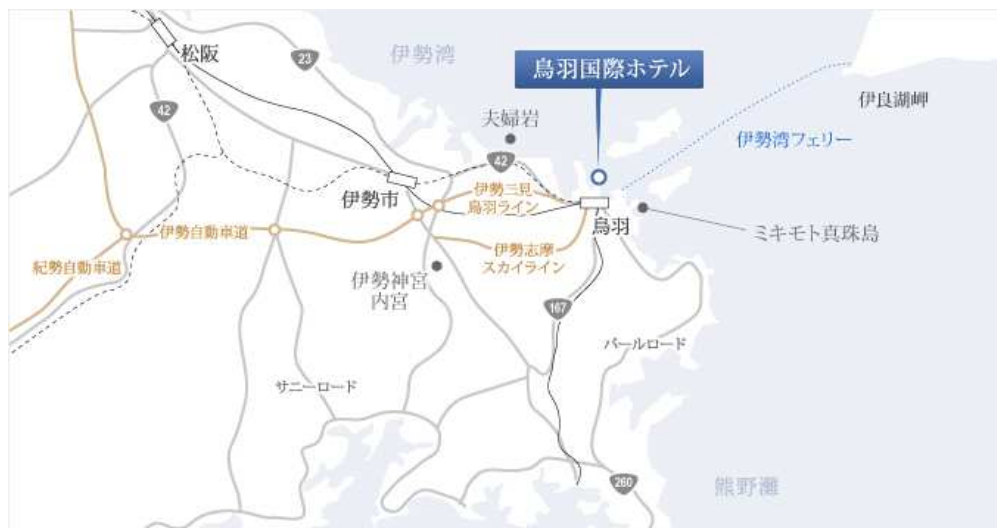 松阪
23
伊勢湾
鳥羽国際ホテル
伊良湖岬
42
夫婦岩
伊勢湾フェリー
42
伊勢市
伊勢二見
鳥羽ライン
鳥羽
伊勢自動車道
ミキモト真珠島
伊勢志摩
スカイライン
紀勢自動車道
伊勢神宮
内宮
167
パールロード
サニーロード
260
熊野灘